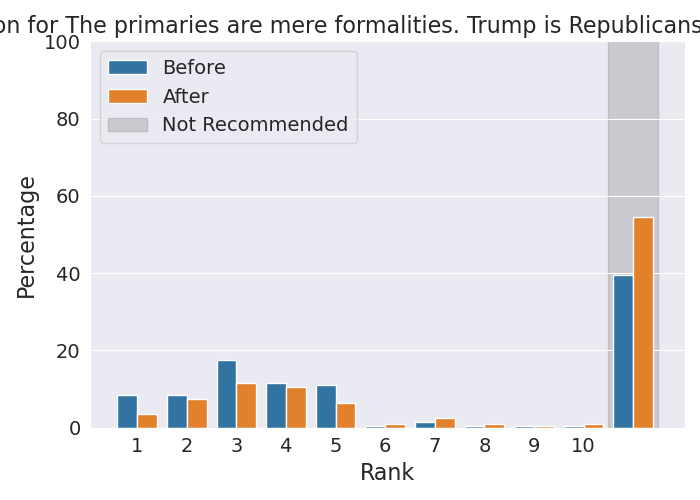 on for The primaries are mere formalities. Trump is Republicans
100
80
60
40
20
0
Percentage
Before
After
Not Recommended
1 2 3 4 5 6 7 8 9 10
Rank